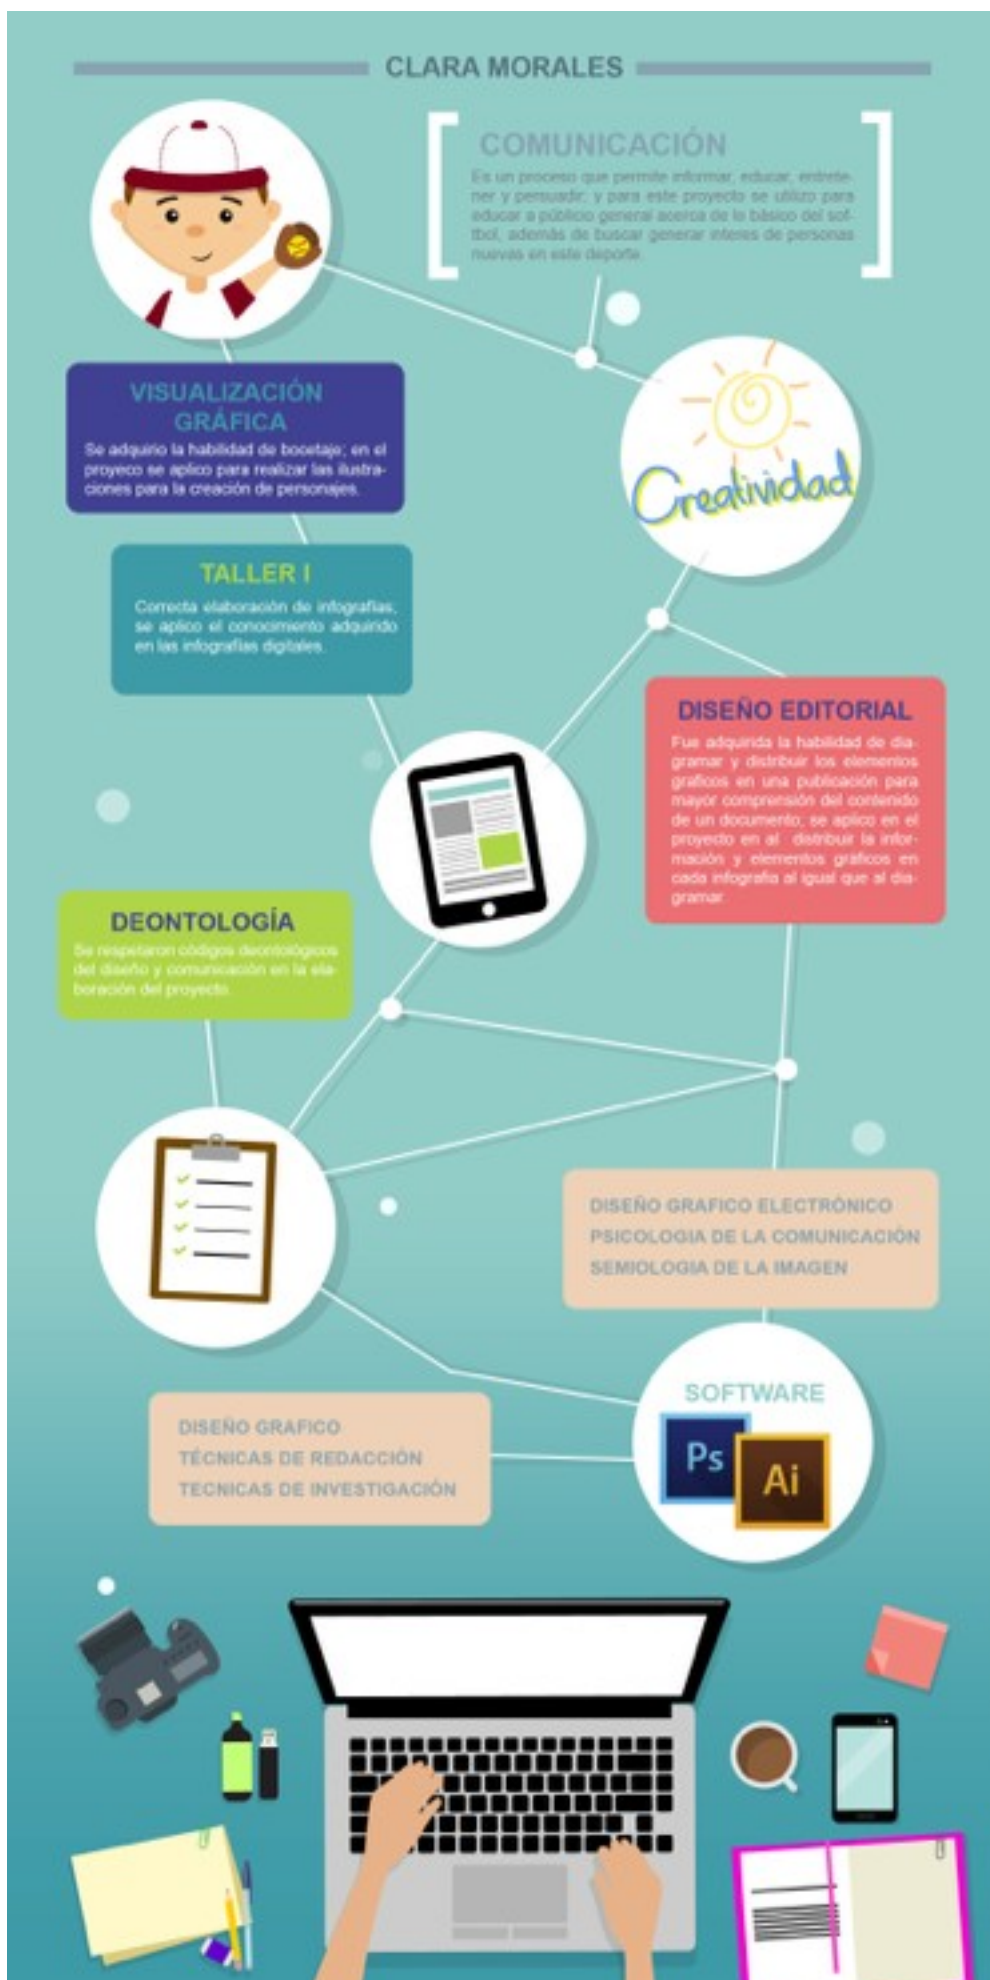 CLARA MORALES
COMUNICACIÓN
Es un proceso que permite informar, educar, entrete-
ner y persuadir; y para este proyecto se utilizo para
educar a público general acerca de lo básico del sof-
tbol, además de buscar generar interes de personas
nuevas en este deporte.
VISUALIZACIÓN
GRÁFICA
Se adquirio la habilidad de bocetaje; en el
proyeco se aplico para realizar las ilustra-
ciones para la creación de personajes.
Creatividad
TALLER I
Correcta elaboración de infografías,
se aplico el conocimiento adquirido
en las infografías digitales.
DISEÑO EDITORIAL
Fue adquirida la habilidad de dia-
gramar y distribuir los elementos
graficos en una publicación para
mayor comprensión del contenido
de un documento; se aplico en el
proyecto en al distribuir la infor-
mación y elementos gráficos en
cada infografia al igual que al dia-
gramar.
DEONTOLOGÍA
Se respetaron códigos deontológicos
del diseño y comunicación en la ela-
boración del proyecto.
DISEÑO GRAFICO ELECTRÓNICO
PSICOLOGIA DE LA COMUNICACIÓN
SEMIOLOGIA DE LA IMAGEN
SOFTWARE
Ps
Ai
DISEÑO GRAFICO
TÉCNICAS DE REDACCIÓN
TECNICAS DE INVESTIGACIÓN